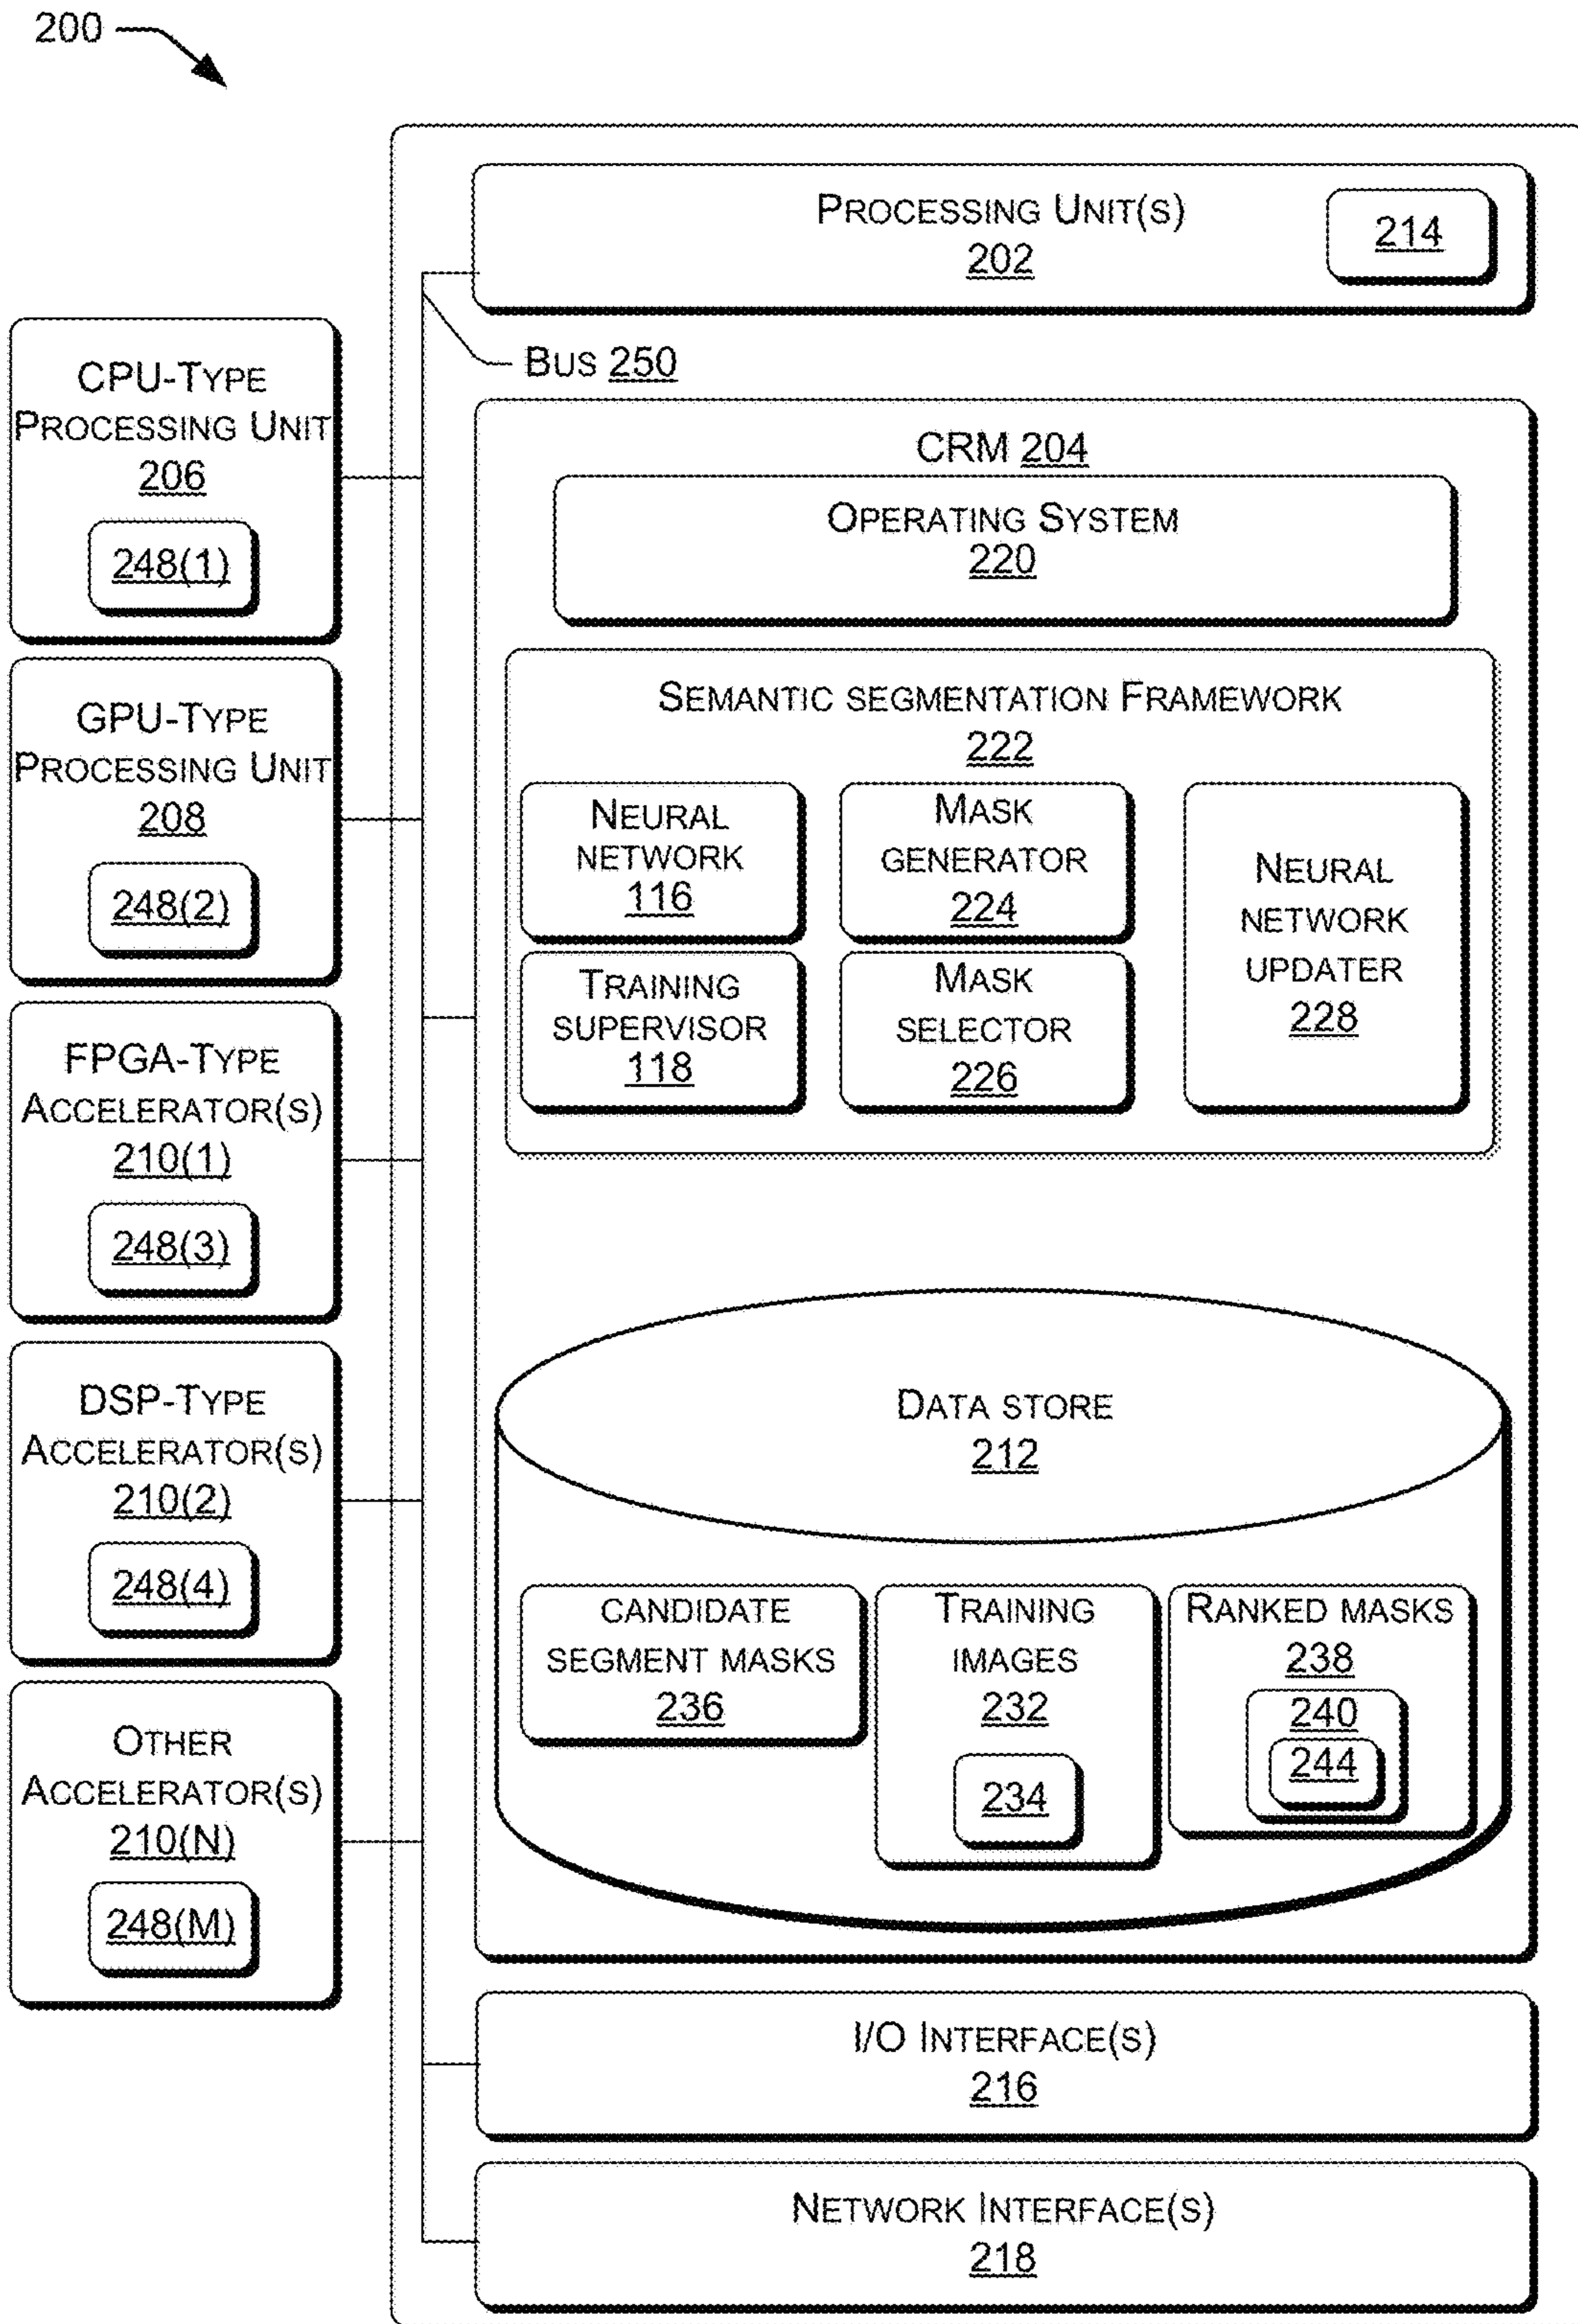 200
PROCESSING UNIT(S)
202
214
BUS 250
CPU-TYPE
PROCESSING UNIT
206
248(1)
GPU-TYPE
PROCESSING UNIT
208
248(2)
FPGA-TYPE
ACCELERATOR(S)
210(1)
248(3)
DSP-TYPE
ACCELERATOR(S)
210(2)
248(4)
OTHER
ACCELERATOR(S)
210(N)
248(M)
CRM 204
OPERATING SYSTEM
220
SEMANTIC SEGMENTATION FRAMEWORK
222
NEURAL
NETWORK
116
MASK
GENERATOR
224
TRAINING
SUPERVISOR
118
MASK
SELECTOR
226
NEURAL
NETWORK
UPDATER
228
DATA STORE
212
CANDIDATE
SEGMENT MASKS
236
TRAINING
IMAGES
232
234
RANKED MASKS
238
240
244
I/O INTERFACE(S)
216
NETWORK INTERFACE(S)
218